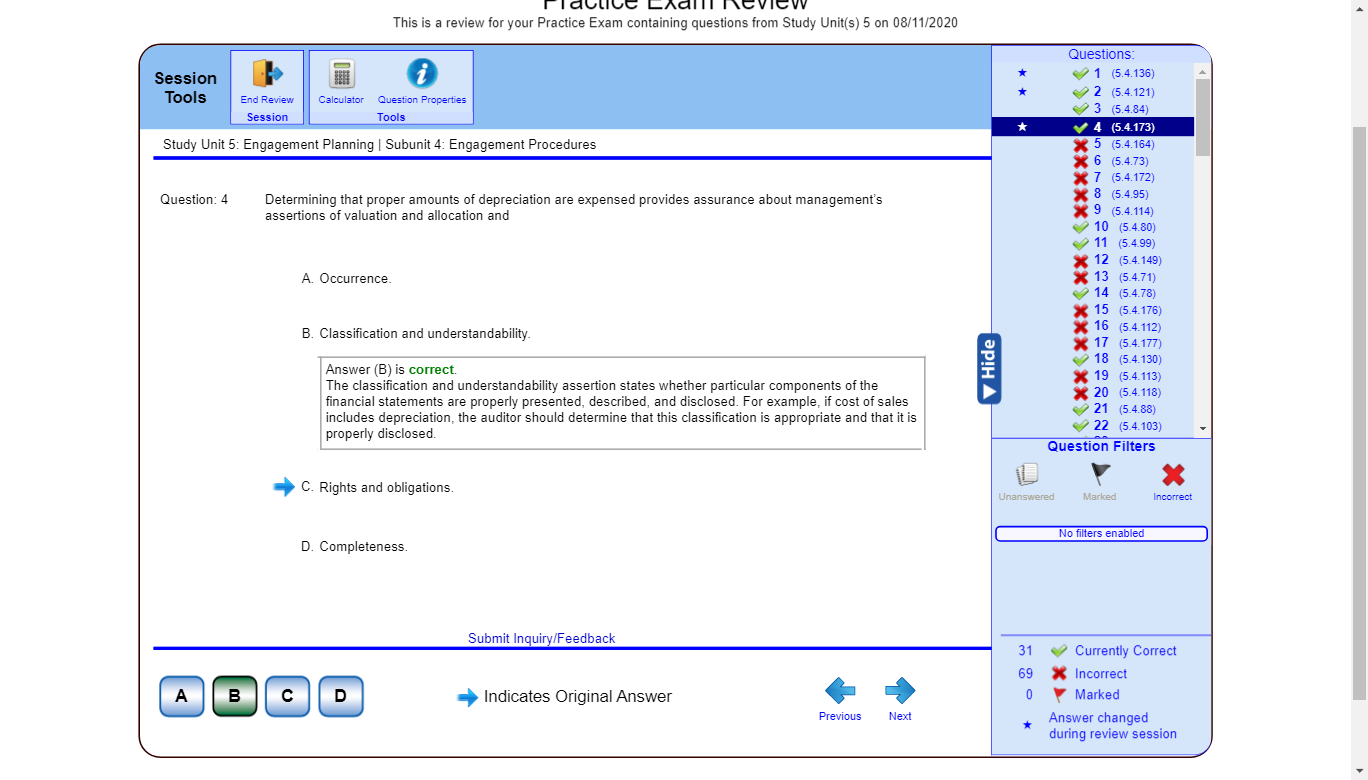 Practice Exam Review
This is a review for your Practice Exam containing questions from Study Unit(s) 5 on 08/11/2020
Session
Tools
End Review
Session
Calculator
Question Properties
Tools
Study Unit 5: Engagement Planning | Subunit 4: Engagement Procedures
Question: 4
Determining that proper amounts of depreciation are expensed provides assurance about management's
assertions of valuation and allocation and
A. Occurrence.
B. Classification and understandability.
Answer (B) is correct.
The classification and understandability assertion states whether particular components of the
financial statements are properly presented, described, and disclosed. For example, if cost of sales
includes depreciation, the auditor should determine that this classification is appropriate and that it is
properly disclosed.
C. Rights and obligations.
D. Completeness.
Submit Inquiry/Feedback
A B C D
Indicates Original Answer
Previous
Next
Hide
Questions:
1 (5.4.136)
2 (5.4.121)
3 (5.4.84)
4 (5.4.173)
5 (5.4.164)
6 (5.4.73)
7 (5.4.172)
8 (5.4.95)
9 (5.4.114)
10 (5.4.80)
11 (5.4.99)
12 (5.4.149)
13 (5.4.71)
14 (5.4.78)
15 (5.4.176)
16 (5.4.112)
17 (5.4.177)
18 (5.4.130)
19 (5.4.113)
20 (5.4.118)
21 (5.4.88)
22 (5.4.103)
Question Filters
Unanswered
Marked
Incorrect
No filters enabled
31 Currently Correct
69 Incorrect
0 Marked
Answer changed
during review session